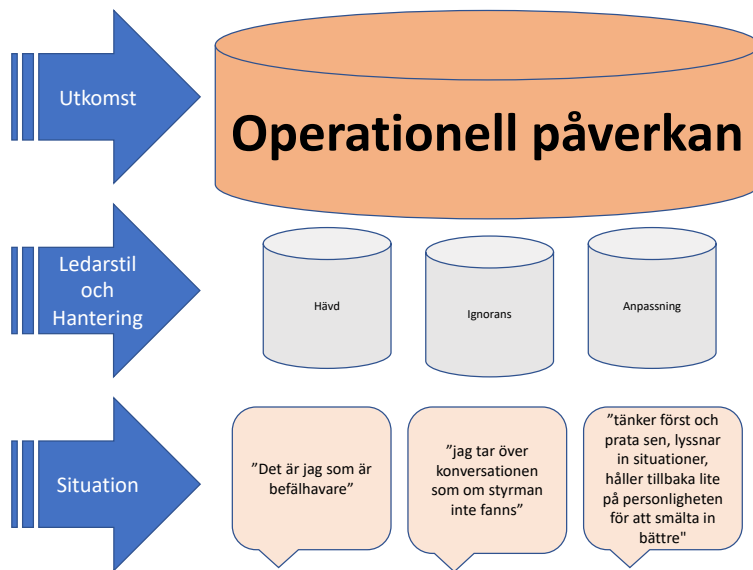 Utkomst
Operationell påverkan
Ledarstil
och
Hantering
Hävd
Ignorans
Anpassning
Situation
”Det är jag som är
befälhavare”
”jag tar över
konversationen
som om styrman
inte fanns”
”tänker först och
prata sen, lyssnar
in situationer,
håller tillbaka lite
på personligheten
för att smälta in
bättre"